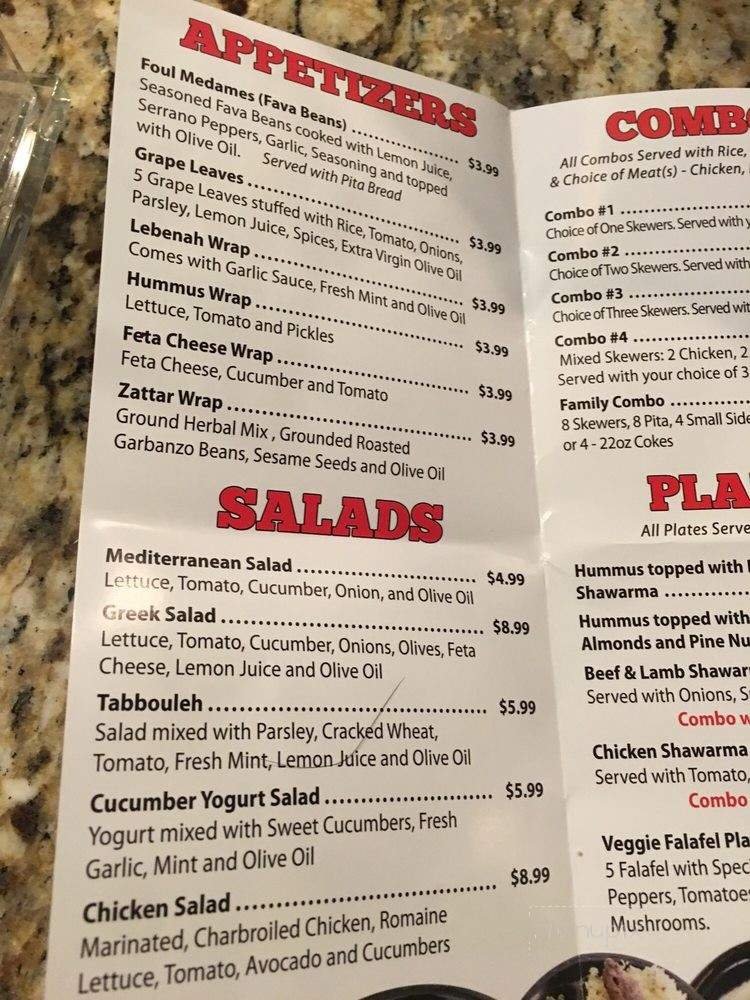 APPETIZERS
Foul Medames (Fava Beans) .................. $3.99
Seasoned Fava Beans cooked with Lemon Juice,
Serrano Peppers, Garlic, Seasoning and topped
with Olive Oil. Served with Pita Bread
Grape Leaves .................................. $3.99
5 Grape Leaves stuffed with Rice, Tomato, Onions,
Parsley, Lemon Juice, Spices, Extra Virgin Olive Oil
Lebenah Wrap ................................. $3.99
Comes with Garlic Sauce, Fresh Mint and Olive Oil
Hummus Wrap ................................. $3.99
Lettuce, Tomato and Pickles
Feta Cheese Wrap ............................. $3.99
Feta Cheese, Cucumber and Tomato
Zattar Wrap ..................................... $3.99
Ground Herbal Mix , Grounded Roasted
Garbanzo Beans, Sesame Seeds and Olive Oil
SALADS
Mediterranean Salad ........................... $4.99
Lettuce, Tomato, Cucumber, Onion, and Olive Oil
Greek Salad ...................................... $8.99
Lettuce, Tomato, Cucumber, Onions, Olives, Feta
Cheese, Lemon Juice and Olive Oil
Tabbouleh ........................................ $5.99
Salad mixed with Parsley, Cracked Wheat,
Tomato, Fresh Mint, Lemon Juice and Olive Oil
Cucumber Yogurt Salad ........................ $5.99
Yogurt mixed with Sweet Cucumbers, Fresh
Garlic, Mint and Olive Oil
Chicken Salad .................................... $8.99
Marinated, Charbroiled Chicken, Romaine
Lettuce, Tomato, Avocado and Cucumbers
COMB
All Combos Served with Rice,
& Choice of Meat(s) - Chicken,
Combo #1 ....................
Choice of One Skewers. Served with
Combo #2 ....................
Choice of Two Skewers. Served with
Combo #3 ....................
Choice of Three Skewers. Served wit
Combo #4 ....................
Mixed Skewers: 2 Chicken, 2
Served with your choice of 3
Family Combo .............
8 Skewers, 8 Pita, 4 Small Side
or 4 - 22oz Cokes
PLA
All Plates Serve
Hummus topped with
Shawarma ..............
Hummus topped with
Almonds and Pine Nu
Beef & Lamb Shawar
Served with Onions, S
Combo w
Chicken Shawarma
Served with Tomato,
Combo
Veggie Falafel Pla
5 Falafel with Spec
Peppers, Tomatoes
Mushrooms.